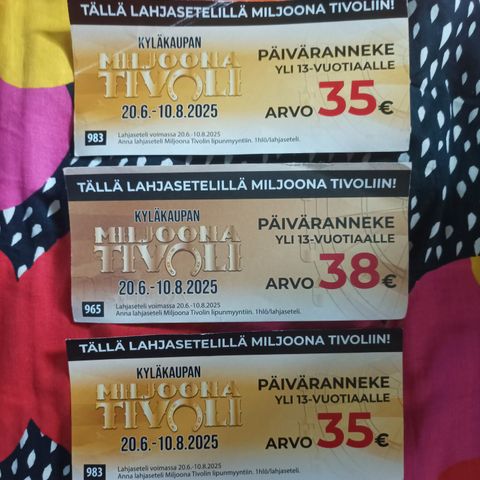 TÄLLÄ LAHJASETELILLÄ MILJOONA TIVOLIIN!
KYLÄKAUPAN
MILJOONA
TIVOLI
20.6.-10.8.2025
PÄIVÄRANNEKE
YLI 13-VUOTIAALLE
ARVO 35€
983
Lahjaseteli voimassa 20.6.-10.8.2025
Anna lahjaseteli Miljoona Tivolin lipunmyyntiin. 1hlö/lahjaseteli.
TÄLLÄ LAHJASETELILLÄ MILJOONA TIVOLIIN!
KYLÄKAUPAN
MILJOONA
TIVOLI
20.6.-10.8.2025
PÄIVÄRANNEKE
YLI 13-VUOTIAALLE
ARVO 38€
965
Lahjaseteli voimassa 20.6.-10.8.2025
Anna lahjaseteli Miljoona Tivolin lipunmyyntiin. 1hlö/lahjaseteli.
TÄLLÄ LAHJASETELILLÄ MILJOONA TIVOLIIN!
KYLÄKAUPAN
MILJOONA
TIVOLI
20.6.-10.8.2025
PÄIVÄRANNEKE
YLI 13-VUOTIAALLE
ARVO 35€
983
Lahjaseteli voimassa 20.6.-10.8.2025
Anna lahjaseteli Miljoona Tivolin lipunmyyntiin. 1hlö/lahjaseteli.